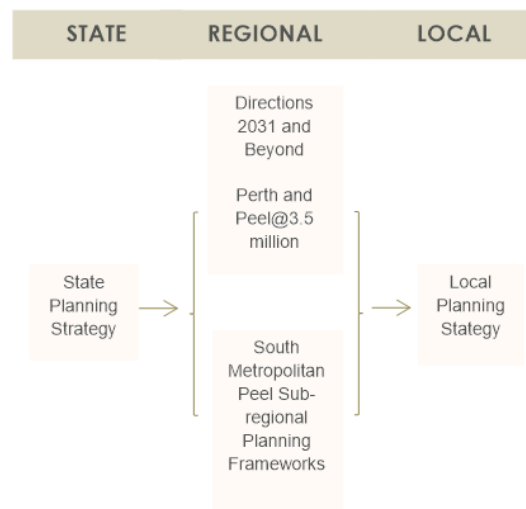 STATE REGIONAL LOCAL
Directions
2031 and
Beyond
Perth and
Peel@3.5
million
State
Planning
Strategy
Local
Planning
Stategy
South
Metropolitan
Peel Sub-
regional
Planning
Frameworks